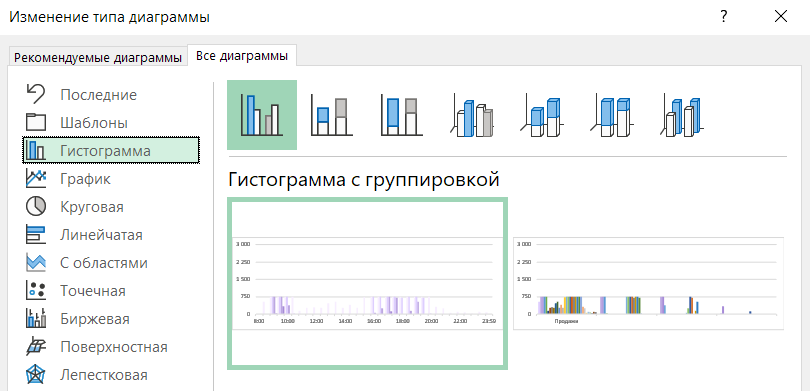 Изменение типа диаграммы ?
Рекомендуемые диаграммы Все диаграммы
Последние
Шаблоны
Гистограмма
График
Круговая
Линейчатая
С областями
Точечная
Биржевая
Поверхностная
Лепестковая
Гистограмма с группировкой
3 000
2 250
1 500
750
0
8:00 10:00 12:00 14:00 16:00 18:00 20:00 22:00 23:59
3 000
2 250
1 500
750
0
Продажи